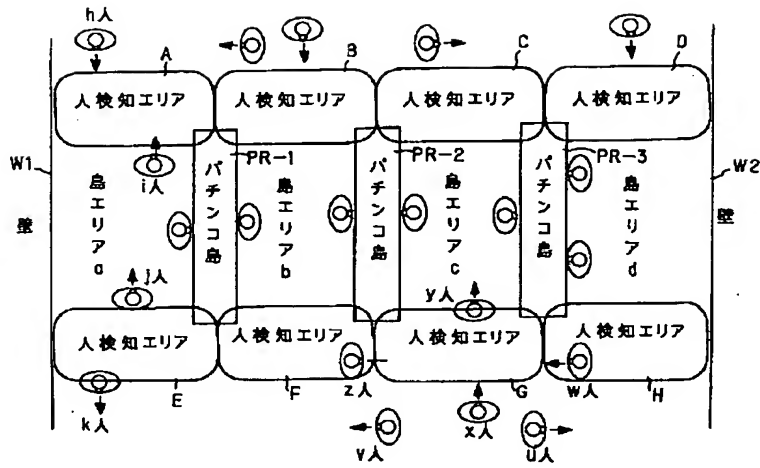 h人
A
B
C
D
人検知エリア
人検知エリア
人検知エリア
人検知エリア
W1
壁
i人
島エリアa
パチンコ島
PR-1
島エリアb
パチンコ島
PR-2
島エリアc
パチンコ島
PR-3
島エリアd
W2
壁
j人
y人
人検知エリア
人検知エリア
人検知エリア
人検知エリア
k人
E
F
z人
G
w人
H
v人
x人
u人